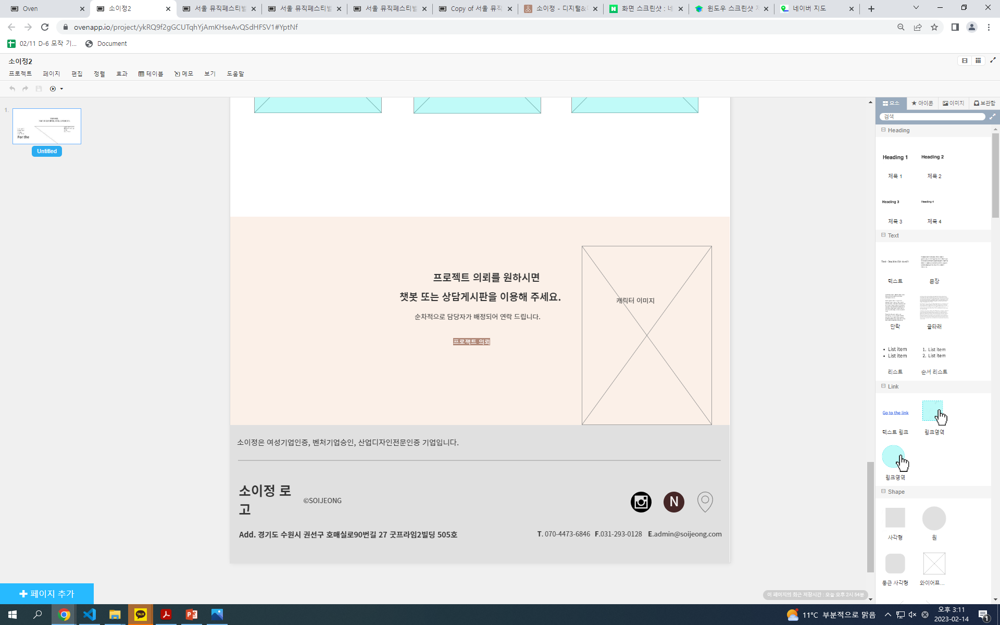 Oven
소이정2
서울 뮤직페스티벌
서울 뮤직페스티벌
서울 뮤직페스티벌
Copy of 서울 뮤직
소이정 - 디지털&
화면 스크린샷 : 네
윈도우 스크린샷
네이버 지도
ovenapp.io/project/ykRQ9f2gGCUTqhYjAmKHseAvQSdHFSV1#YptNf
02/11 D-6 모작 기...
Document
소이정2
프로젝트 페이지 편집 정렬 효과 테이블 메모 보기 도움말
1.
For the
Untitled
요소 아이콘 이미지 보관함
검색
Heading
Heading 1 Heading 2
제목 1 제목 2
Heading 3 Heading 4
제목 3 제목 4
Text
Text - Double click to edit
텍스트 문장
단락 글타래
• List item 1. List item
• List item 2. List item
리스트 순서 리스트
Link
Go to the link
텍스트 링크 링크영역
링크영역
Shape
사각형 원
둥근 사각형 와이어프...
프로젝트 의뢰를 원하시면
챗봇 또는 상담게시판을 이용해 주세요.
순차적으로 담당자가 배정되어 연락 드립니다.
프로젝트 의뢰
캐릭터 이미지
소이정은 여성기업인증, 벤처기업승인, 산업디자인전문인증 기업입니다.
소이정 로
고
©SOIJEONG
N
Add. 경기도 수원시 권선구 호매실로90번길 27 굿프라임2빌딩 505호
T. 070-4473-6846 F.031-293-0128 E.admin@soijeong.com
페이지 추가
이 페이지의 최근 저장시간 : 오늘 오후 2시 54분
TALK
11°C 부분적으로 맑음
오후 3:11
2023-02-14
1